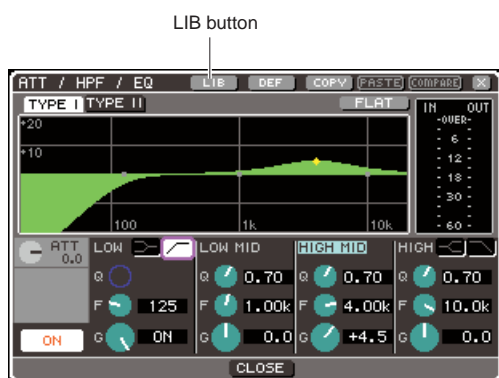 LIB button
ATT / HPF / EQ LIB DEF COPY PASTE COMPARE X
TYPE I TYPE II FLAT IN OUT
+20
-OVER-
6
+10
12
18
30
100 1k 10k
60
ATT 0.0
LOW LOW MID HIGH MID HIGH
Q Q 0.70 Q 0.70 Q 0.70
F 125 F 1.00k F 4.00k F 10.0k
ON G ON G 0.0 G +4.5 G 0.0
CLOSE